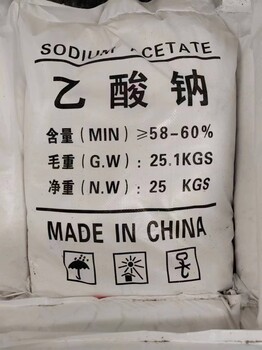 SODIUM ACETATE
乙酸钠
含量(MIN)≥58-60%
毛重(G.W):25.1KGS
净重(N.W):25 KGS
MADE IN CHINA